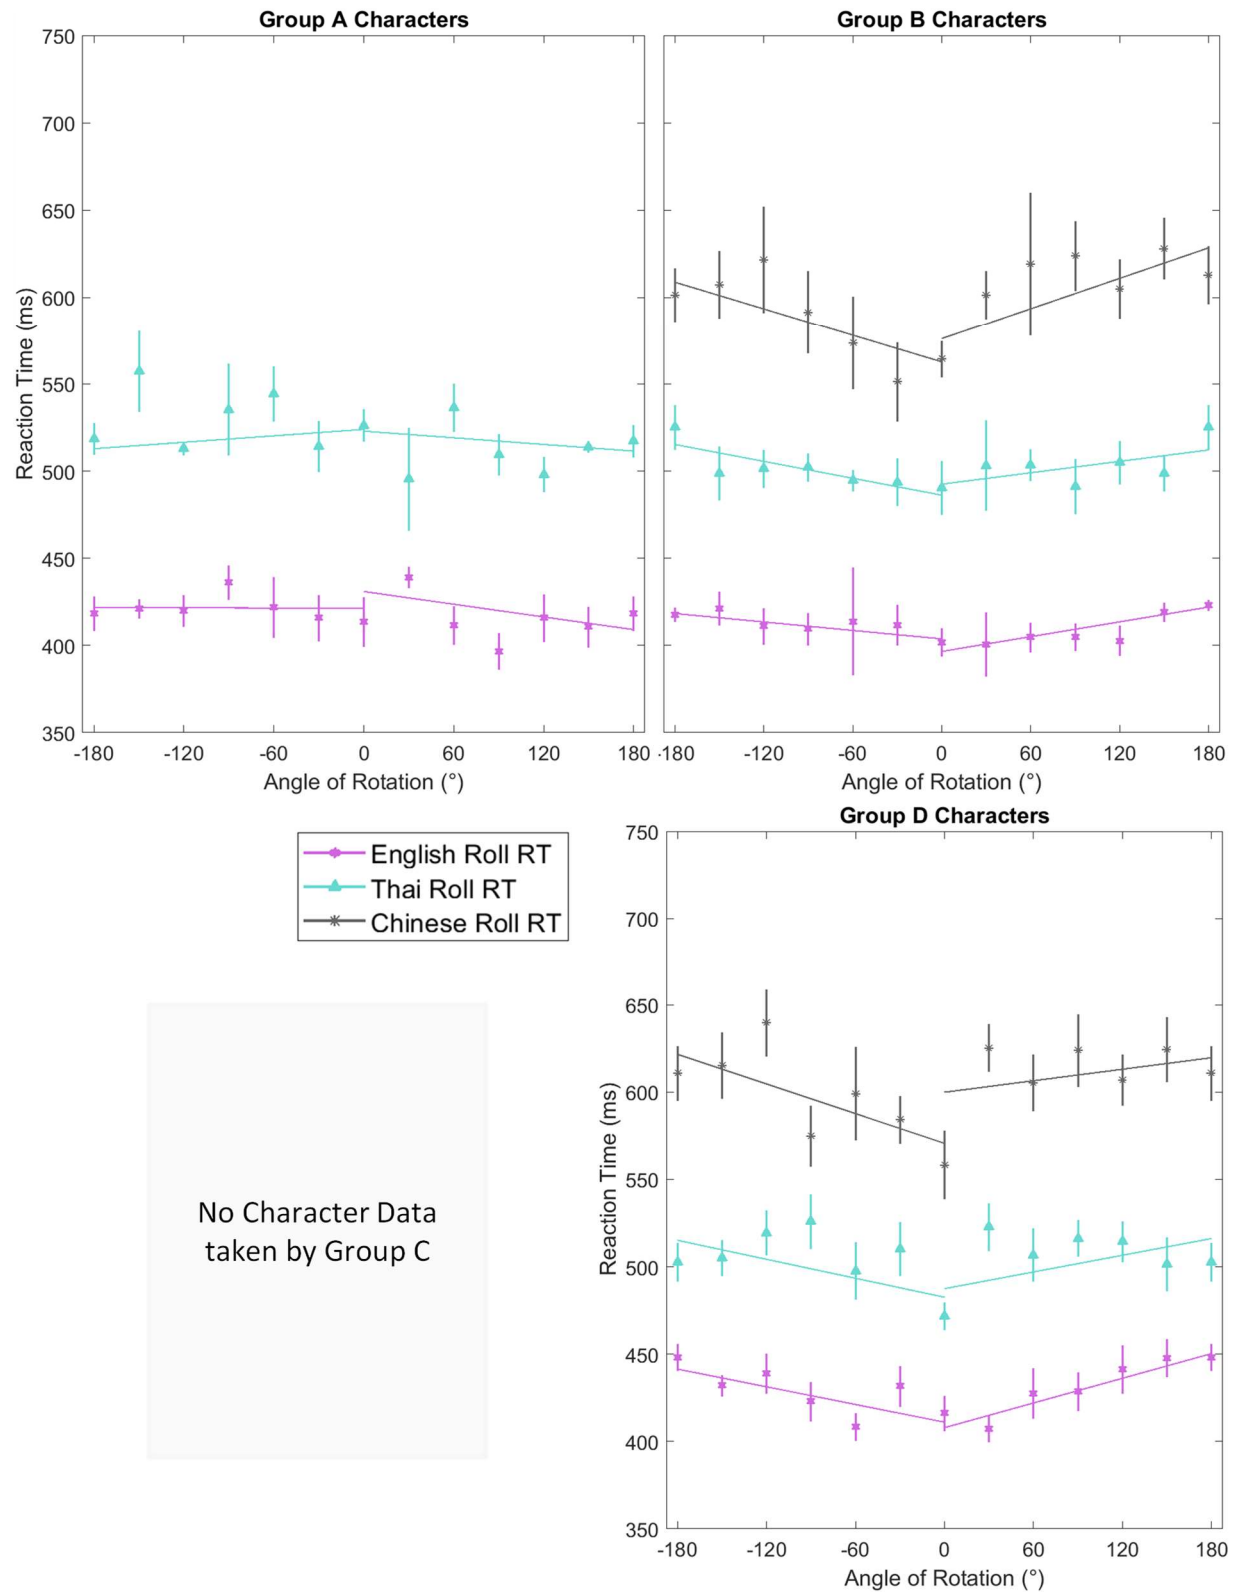 Group A Characters
Group B Characters
750
700
650
600
550
500
450
400
350
Reaction Time (ms)
-180 -120 -60 0 60 120 180
-180 -120 -60 0 60 120 180
Angle of Rotation (°)
Angle of Rotation (°)
Group D Characters
English Roll RT
Thai Roll RT
Chinese Roll RT
No Character Data
taken by Group C
750
700
650
600
550
500
450
400
350
Reaction Time (ms)
-180 -120 -60 0 60 120 180
Angle of Rotation (°)